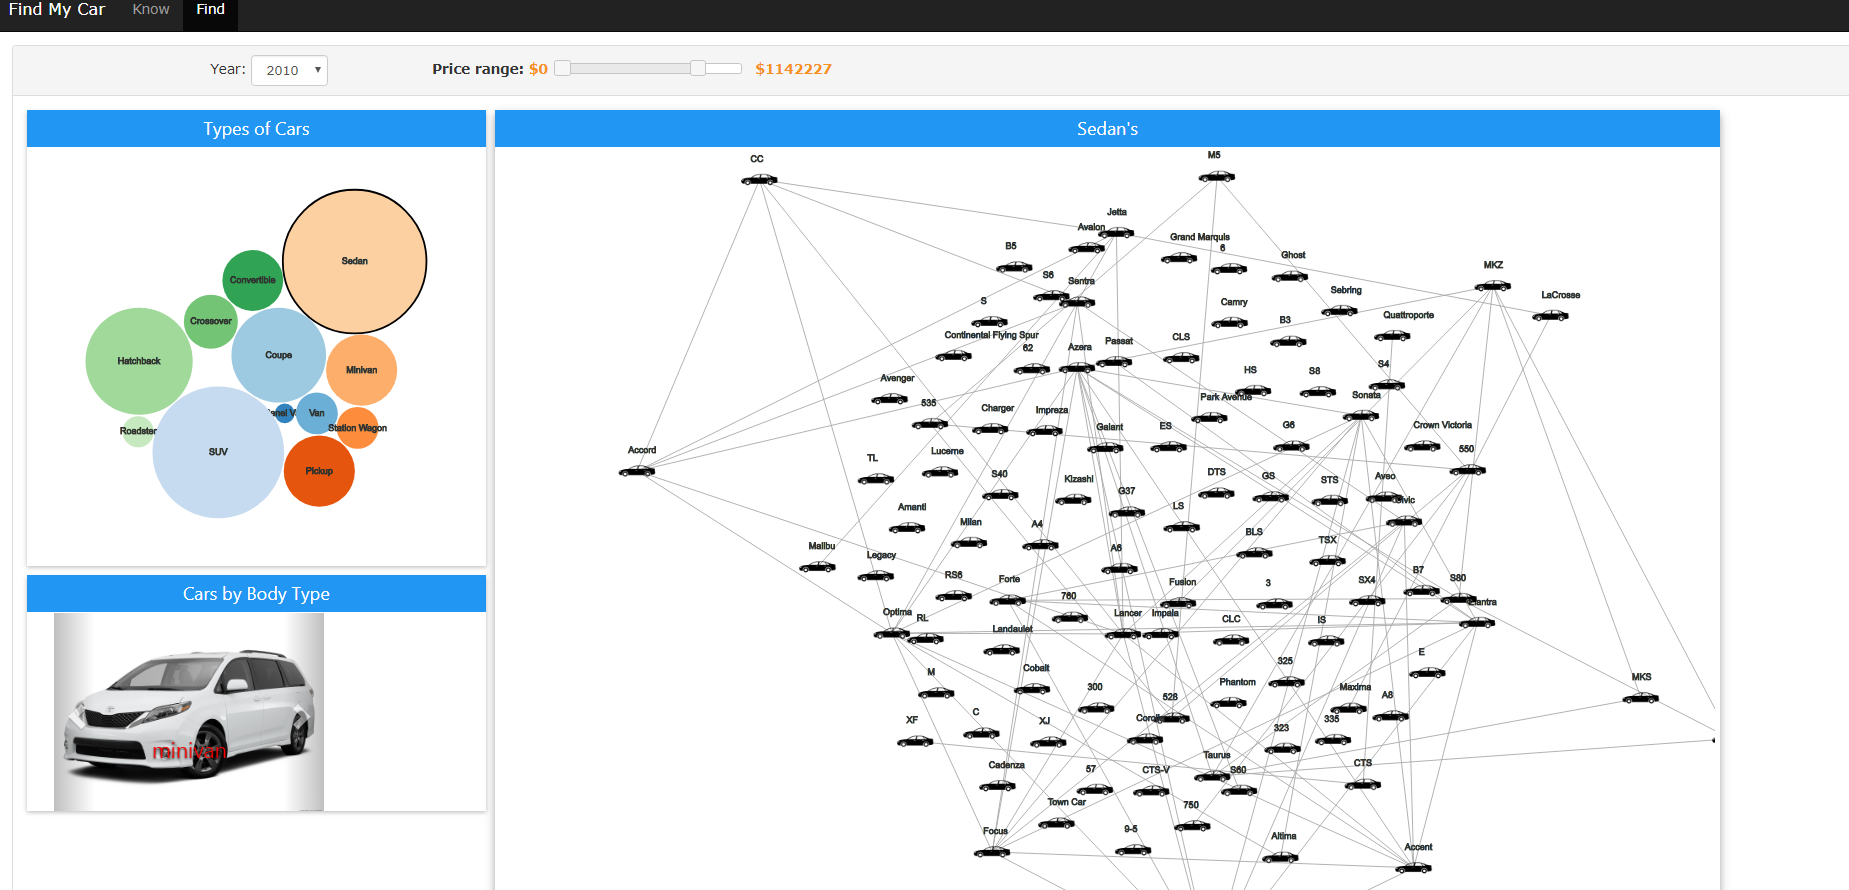 Find My Car Know Find
Year: 2010 Price range: $0 $1142227
Types of Cars
Sedan
Convertible
Crossover
Hatchback
Coupe
Minivan
Van
Roadster
Station Wagon
SUV
Pickup
Cars by Body Type
minivan
Sedan's
CC
M5
Jetta
Avalon
Grand Marquis
6
B5
Ghost
MKZ
S6
Sentra
LaCrosse
Sebring
S
Camry
Quattroporte
B3
Continental Flying Spur
62
Azera
Passat
CLS
S4
HS
S8
Avenger
Park Avenue
Sonata
535
Charger
Impreza
Galant
ES
G6
Crown Victoria
550
Accord
TL
Lucerne
S40
Kizashi
G37
DTS
GS
STS
Aveo
Amanti
Milan
A4
LS
BLS
TSX
Malibu
Legacy
A6
RS6
Forte
760
Fusion
3
SX4
B7
S80
Optima
RL
Landaulet
Lancer
Impala
CLC
IS
Elantra
M
Cobalt
300
528
Phantom
325
Maxima
A8
E
MKS
XF
C
XJ
323
335
Cadenza
57
CTS-V
Taurus
S60
CTS
Town Car
750
Focus
9-5
Altima
Accent